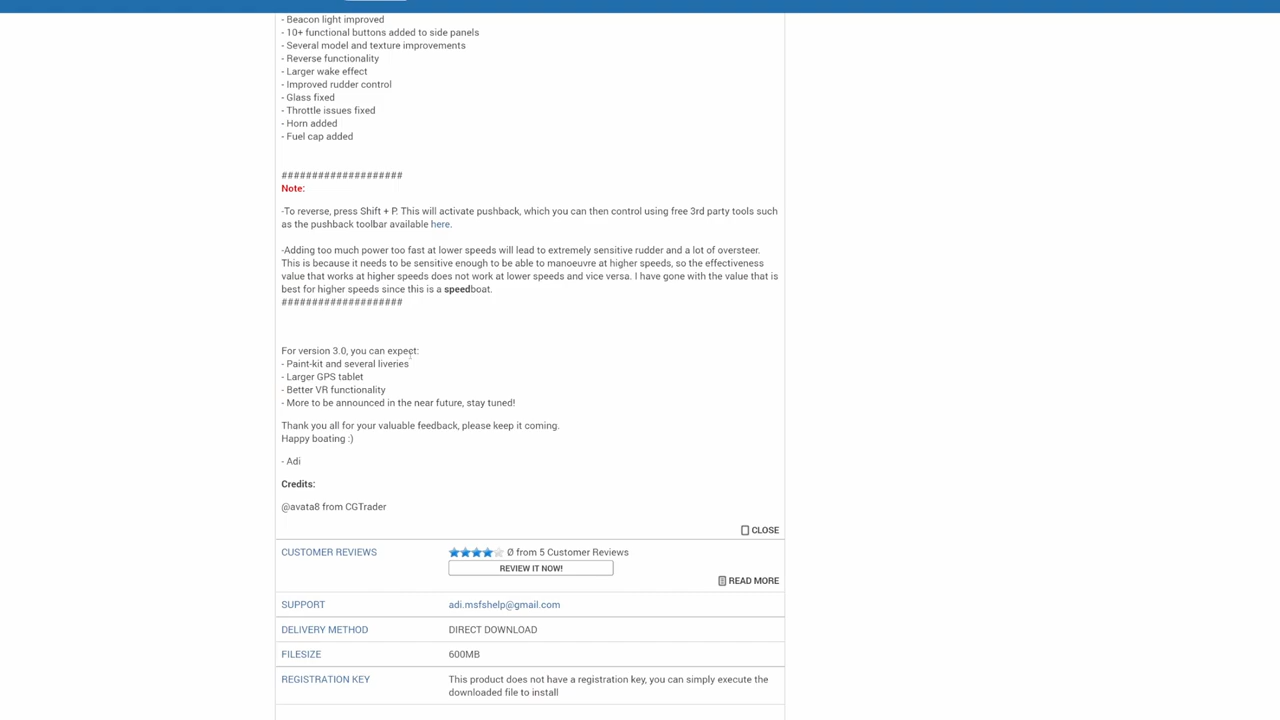 - Beacon light improved
- 10+ functional buttons added to side panels
- Several model and texture improvements
- Reverse functionality
- Larger wake effect
- Improved rudder control
- Glass fixed
- Throttle issues fixed
- Horn added
- Fuel cap added
####################
Note:
-To reverse, press Shift + P. This will activate pushback, which you can then control using free 3rd party tools such
as the pushback toolbar available here.
-Adding too much power too fast at lower speeds will lead to extremely sensitive rudder and a lot of oversteer.
This is because it needs to be sensitive enough to be able to manoeuvre at higher speeds, so the effectiveness
value that works at higher speeds does not work at lower speeds and vice versa. I have gone with the value that is
best for higher speeds since this is a speedboat.
####################
For version 3.0, you can expect:
- Paint-kit and several liveries
- Larger GPS tablet
- Better VR functionality
- More to be announced in the near future, stay tuned!
Thank you all for your valuable feedback, please keep it coming.
Happy boating :)
- Adi
Credits:
@avata8 from CGTrader
CLOSE
CUSTOMER REVIEWS Ø from 5 Customer Reviews
REVIEW IT NOW!
READ MORE
SUPPORT adi.msfshelp@gmail.com
DELIVERY METHOD DIRECT DOWNLOAD
FILESIZE 600MB
REGISTRATION KEY This product does not have a registration key, you can simply execute the
downloaded file to install